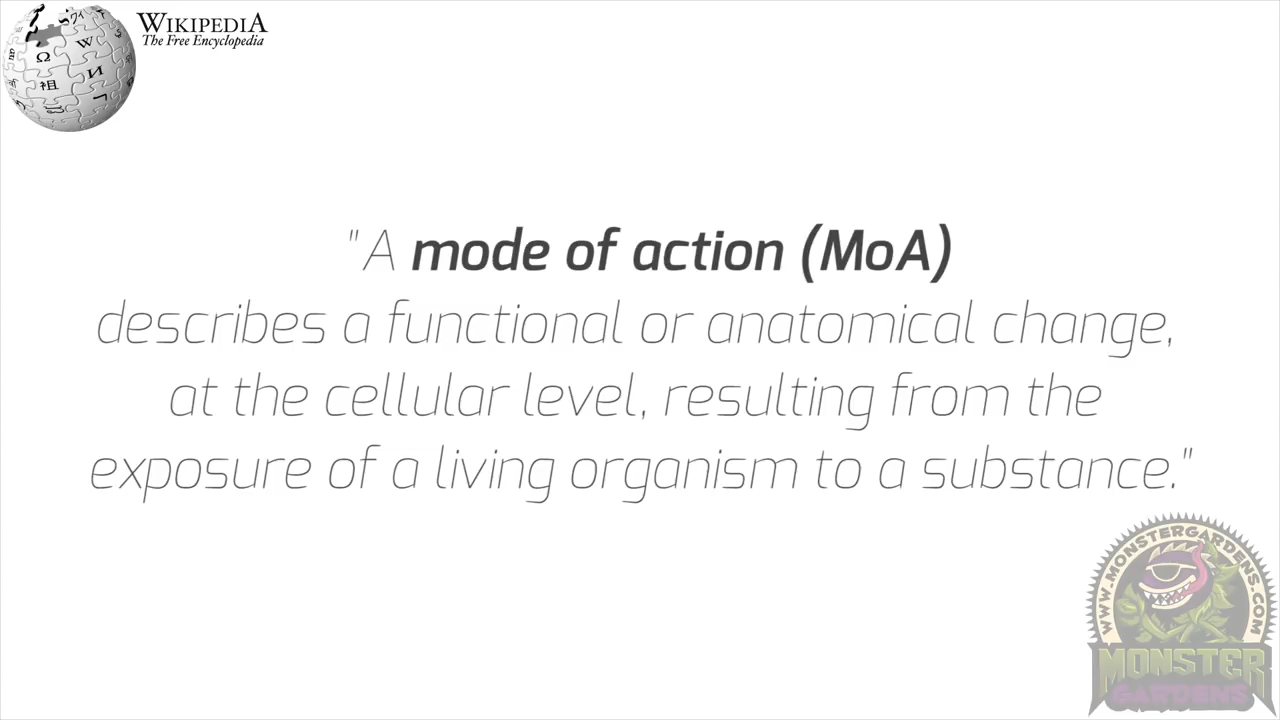 WIKIPEDIA
The Free Encyclopedia
"A mode of action (MoA)
describes a functional or anatomical change,
at the cellular level, resulting from the
exposure of a living organism to a substance."
WWW.MONSTERGARDENS.COM
MONSTER
GARDENS